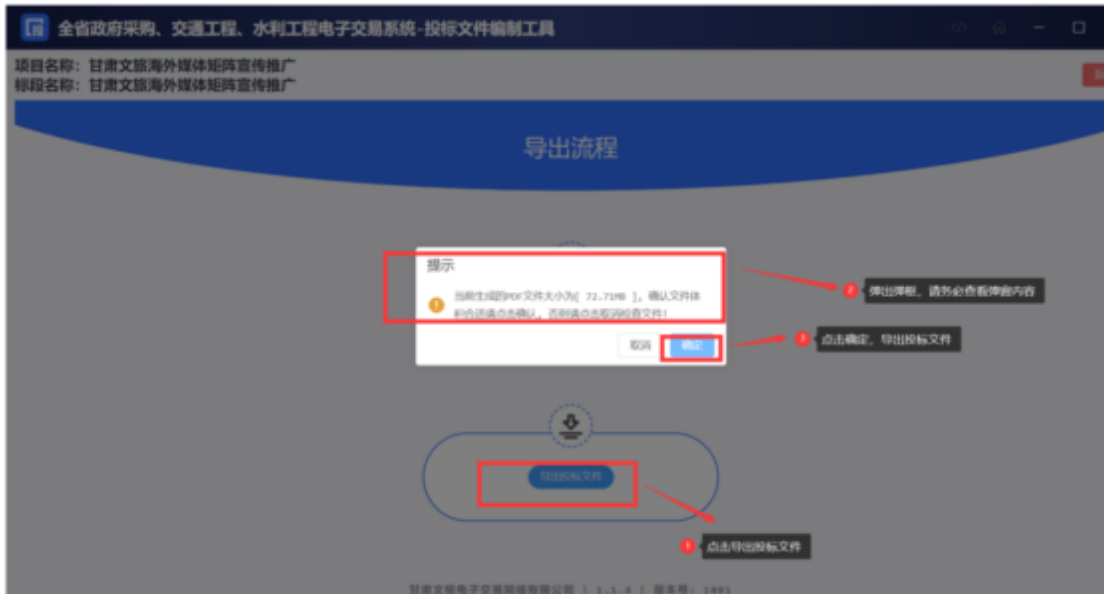 全省政府采购、交通工程、水利工程电子交易系统-投标文件编制工具
项目名称：甘肃文旅海外媒体矩阵宣传推广
标段名称：甘肃文旅海外媒体矩阵宣传推广
导出流程
提示
当前生成的PDF文件大小为[ 72.71MB ]，确认文件体
积合适请点击确认，否则请点击取消检查文件！
取消
确定
2 弹出弹框，请务必查看弹窗内容
3 点击确定，导出投标文件
导出投标文件
1 点击导出投标文件
| 1.1.4 | 版本号: 1001